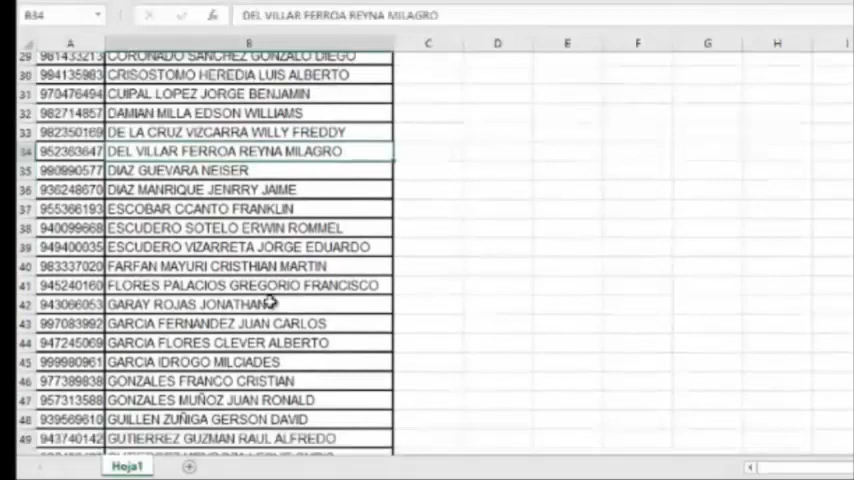 B34 fx DEL VILLAR FERROA REYNA MILAGRO
A B C D E F G H I
29 981433213 CORONADO SANCHEZ GONZALO DIEGO
30 994135983 CRISOSTOMO HEREDIA LUIS ALBERTO
31 970476494 CUIPAL LOPEZ JORGE BENJAMIN
32 982714857 DAMIAN MILLA EDSON WILLIAMS
33 982350169 DE LA CRUZ VIZCARRA WILLY FREDDY
34 952363647 DEL VILLAR FERROA REYNA MILAGRO
35 990990577 DIAZ GUEVARA NEISER
36 936248670 DIAZ MANRIQUE JENRRY JAIME
37 955366193 ESCOBAR CCANTO FRANKLIN
38 940099668 ESCUDERO SOTELO ERWIN ROMMEL
39 949400035 ESCUDERO VIZARRETA JORGE EDUARDO
40 983337020 FARFAN MAYURI CRISTHIAN MARTIN
41 945240160 FLORES PALACIOS GREGORIO FRANCISCO
42 943066053 GARAY ROJAS JONATHAN
43 997083992 GARCIA FERNANDEZ JUAN CARLOS
44 947245069 GARCIA FLORES CLEVER ALBERTO
45 999980961 GARCIA IDROGO MILCIADES
46 977389838 GONZALES FRANCO CRISTIAN
47 957313588 GONZALES MUÑOZ JUAN RONALD
48 939569610 GUILLEN ZUÑIGA GERSON DAVID
49 943740142 GUTIERREZ GUZMAN RAUL ALFREDO
Hoja1